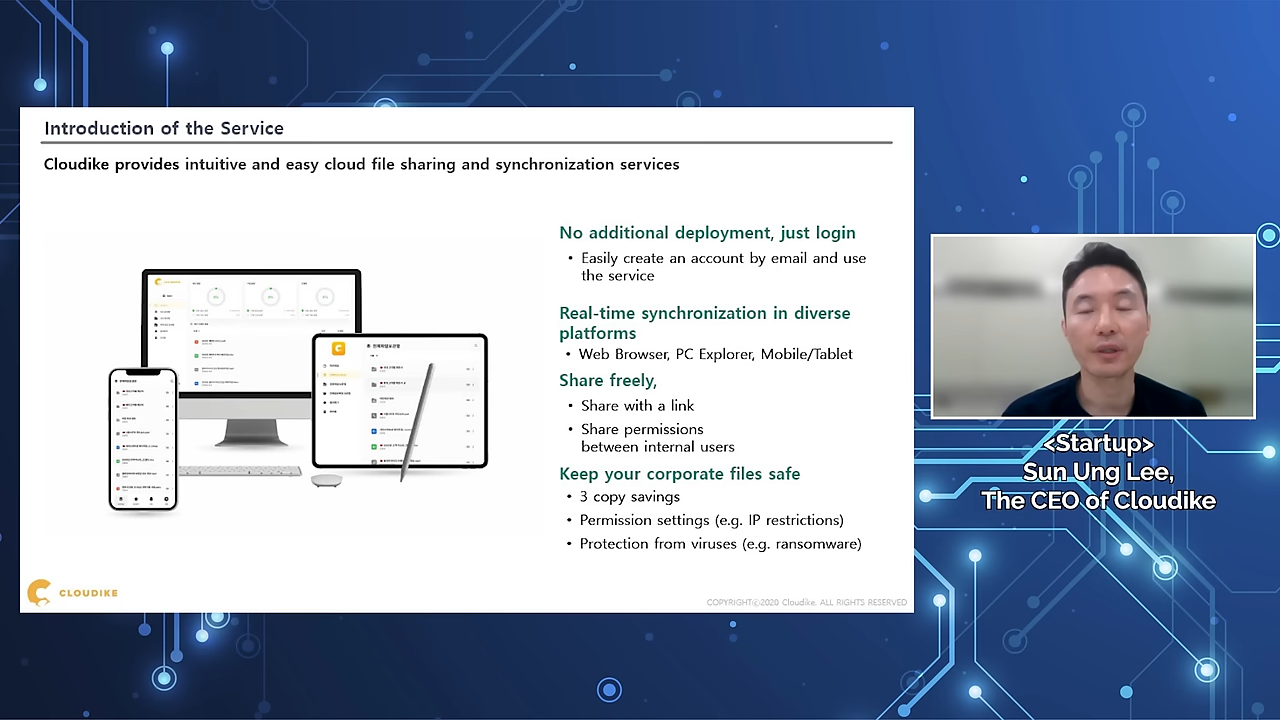 Introduction of the Service
Cloudike provides intuitive and easy cloud file sharing and synchronization services
No additional deployment, just login
• Easily create an account by email and use
the service
Real-time synchronization in diverse
platforms
• Web Browser, PC Explorer, Mobile/Tablet
Share freely,
• Share with a link
• Share permissions
between internal users
Keep your corporate files safe
• 3 copy savings
• Permission settings (e.g. IP restrictions)
• Protection from viruses (e.g. ransomware)
CLOUDIKE
CLOUDIKE
COPYRIGHTⓒ2020 Cloudike. ALL RIGHTS RESERVED
<Startup>
Sun Ung Lee,
The CEO of Cloudike